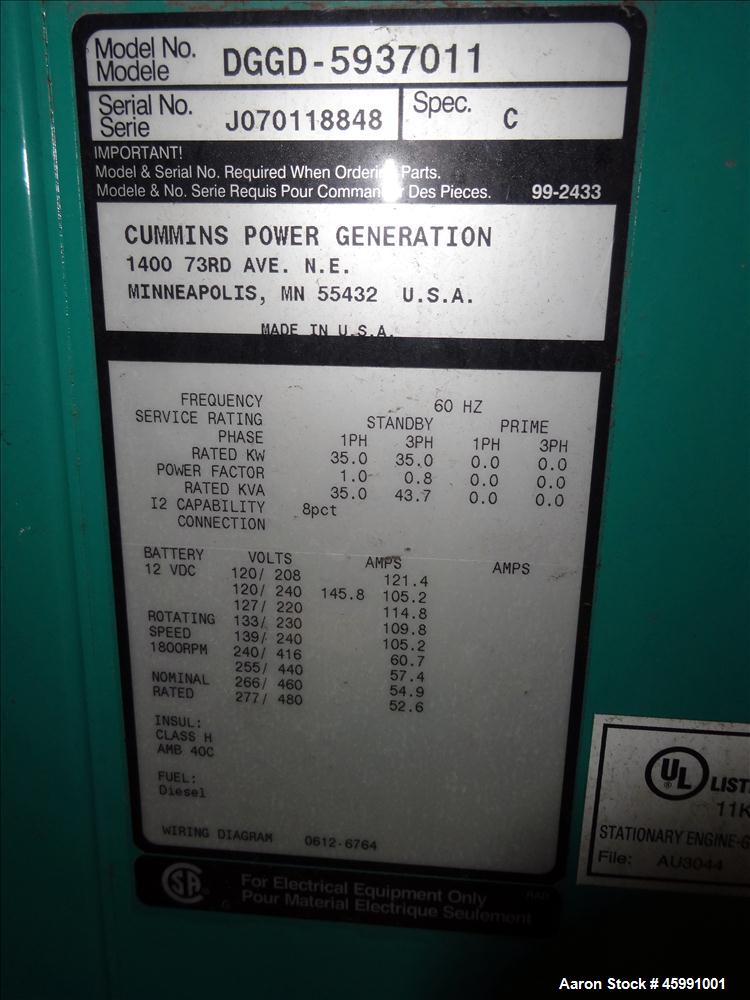 Model No. DGGD-5937011
Modele
Serial No. J070118848 Spec. C
Serie
IMPORTANT!
Model & Serial No. Required When Ordering Parts.
Modele & No. Serie Requis Pour Commander Des Pieces. 99-2433
CUMMINS POWER GENERATION
1400 73RD AVE. N.E.
MINNEAPOLIS, MN 55432 U.S.A.
MADE IN U.S.A.
FREQUENCY 60 HZ
SERVICE RATING STANDBY PRIME
PHASE 1PH 3PH 1PH 3PH
RATED KW 35.0 35.0 0.0 0.0
POWER FACTOR 1.0 0.8 0.0 0.0
RATED KVA 35.0 43.7 0.0 0.0
I2 CAPABILITY 8pct
CONNECTION
BATTERY VOLTS AMPS AMPS
12 VDC 120/ 208 121.4
120/ 240 145.8 105.2
127/ 220 114.8
ROTATING 133/ 230 109.8
SPEED 139/ 240 105.2
1800RPM 240/ 416 60.7
255/ 440 57.4
NOMINAL 266/ 460 54.9
RATED 277/ 480 52.6
INSUL:
CLASS H
AMB 40C
FUEL:
Diesel
WIRING DIAGRAM 0612-6764
SA For Electrical Equipment Only
Pour Material Electrique Seulement
UL LIST
11K
STATIONARY ENGINE-G
File: AU3044
Aaron Stock # 45991001